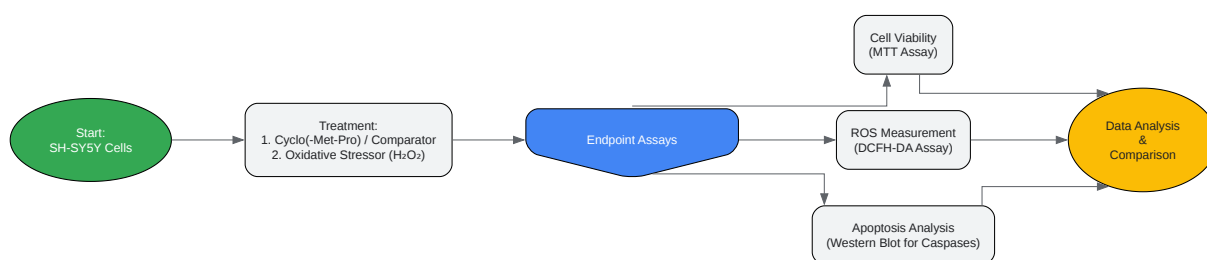 Start:
SH-SY5Y Cells
Treatment:
1. Cyclo(-Met-Pro) / Comparator
2. Oxidative Stressor (H₂O₂)
Endpoint Assays
Cell Viability
(MTT Assay)
ROS Measurement
(DCFH-DA Assay)
Apoptosis Analysis
(Western Blot for Caspases)
Data Analysis
&
Comparison